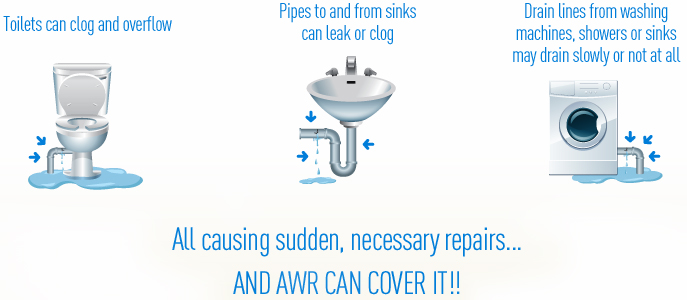 Toilets can clog and overflow
Pipes to and from sinks
can leak or clog
Drain lines from washing
machines, showers or sinks
may drain slowly or not at all
All causing sudden, necessary repairs...
AND AWR CAN COVER IT!!